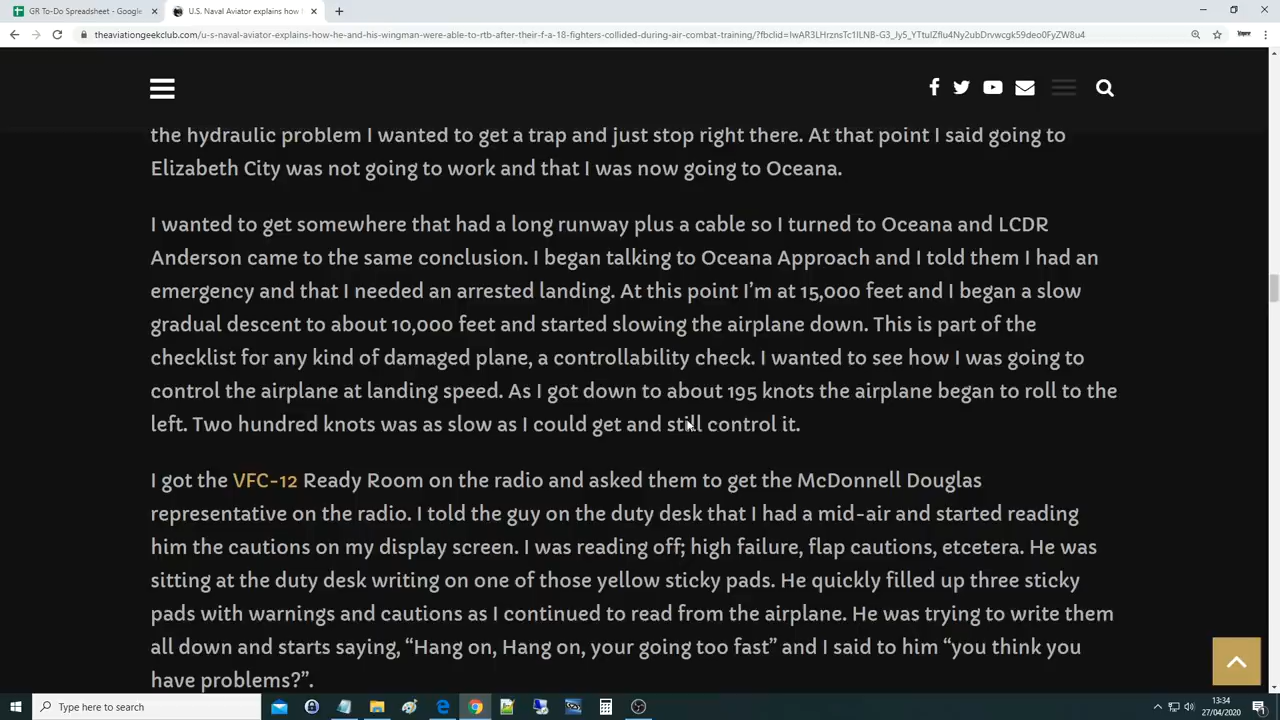 GR To-Do Spreadsheet - Google
U.S. Naval Aviator explains how
theaviationgeekclub.com/u-s-naval-aviator-explains-how-he-and-his-wingman-were-able-to-rtb-after-their-f-a-18-fighters-collided-during-air-combat-training/?fbclid=IwAR3LHrznsTc1ILNB-G3_Jy5_YTtulZflu4Ny2ubDrvwcgk59deo0FyZW8u4
the hydraulic problem I wanted to get a trap and just stop right there. At that point I said going to
Elizabeth City was not going to work and that I was now going to Oceana.
I wanted to get somewhere that had a long runway plus a cable so I turned to Oceana and LCDR
Anderson came to the same conclusion. I began talking to Oceana Approach and I told them I had an
emergency and that I needed an arrested landing. At this point I’m at 15,000 feet and I began a slow
gradual descent to about 10,000 feet and started slowing the airplane down. This is part of the
checklist for any kind of damaged plane, a controllability check. I wanted to see how I was going to
control the airplane at landing speed. As I got down to about 195 knots the airplane began to roll to the
left. Two hundred knots was as slow as I could get and still control it.
I got the VFC-12 Ready Room on the radio and asked them to get the McDonnell Douglas
representative on the radio. I told the guy on the duty desk that I had a mid-air and started reading
him the cautions on my display screen. I was reading off; high failure, flap cautions, etcetera. He was
sitting at the duty desk writing on one of those yellow sticky pads. He quickly filled up three sticky
pads with warnings and cautions as I continued to read from the airplane. He was trying to write them
all down and starts saying, “Hang on, Hang on, your going too fast” and I said to him “you think you
have problems?”.
Type here to search
13:34
27/04/2020